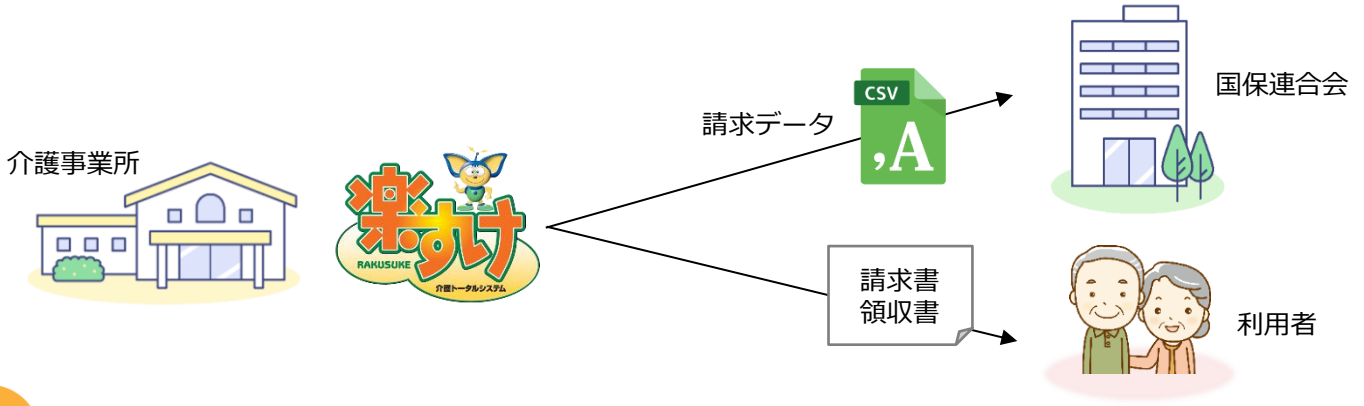 介護事業所
楽すけ
RAKUSUKE
介護トータルシステム
請求データ
CSV
,A
国保連合会
請求書
領収書
利用者